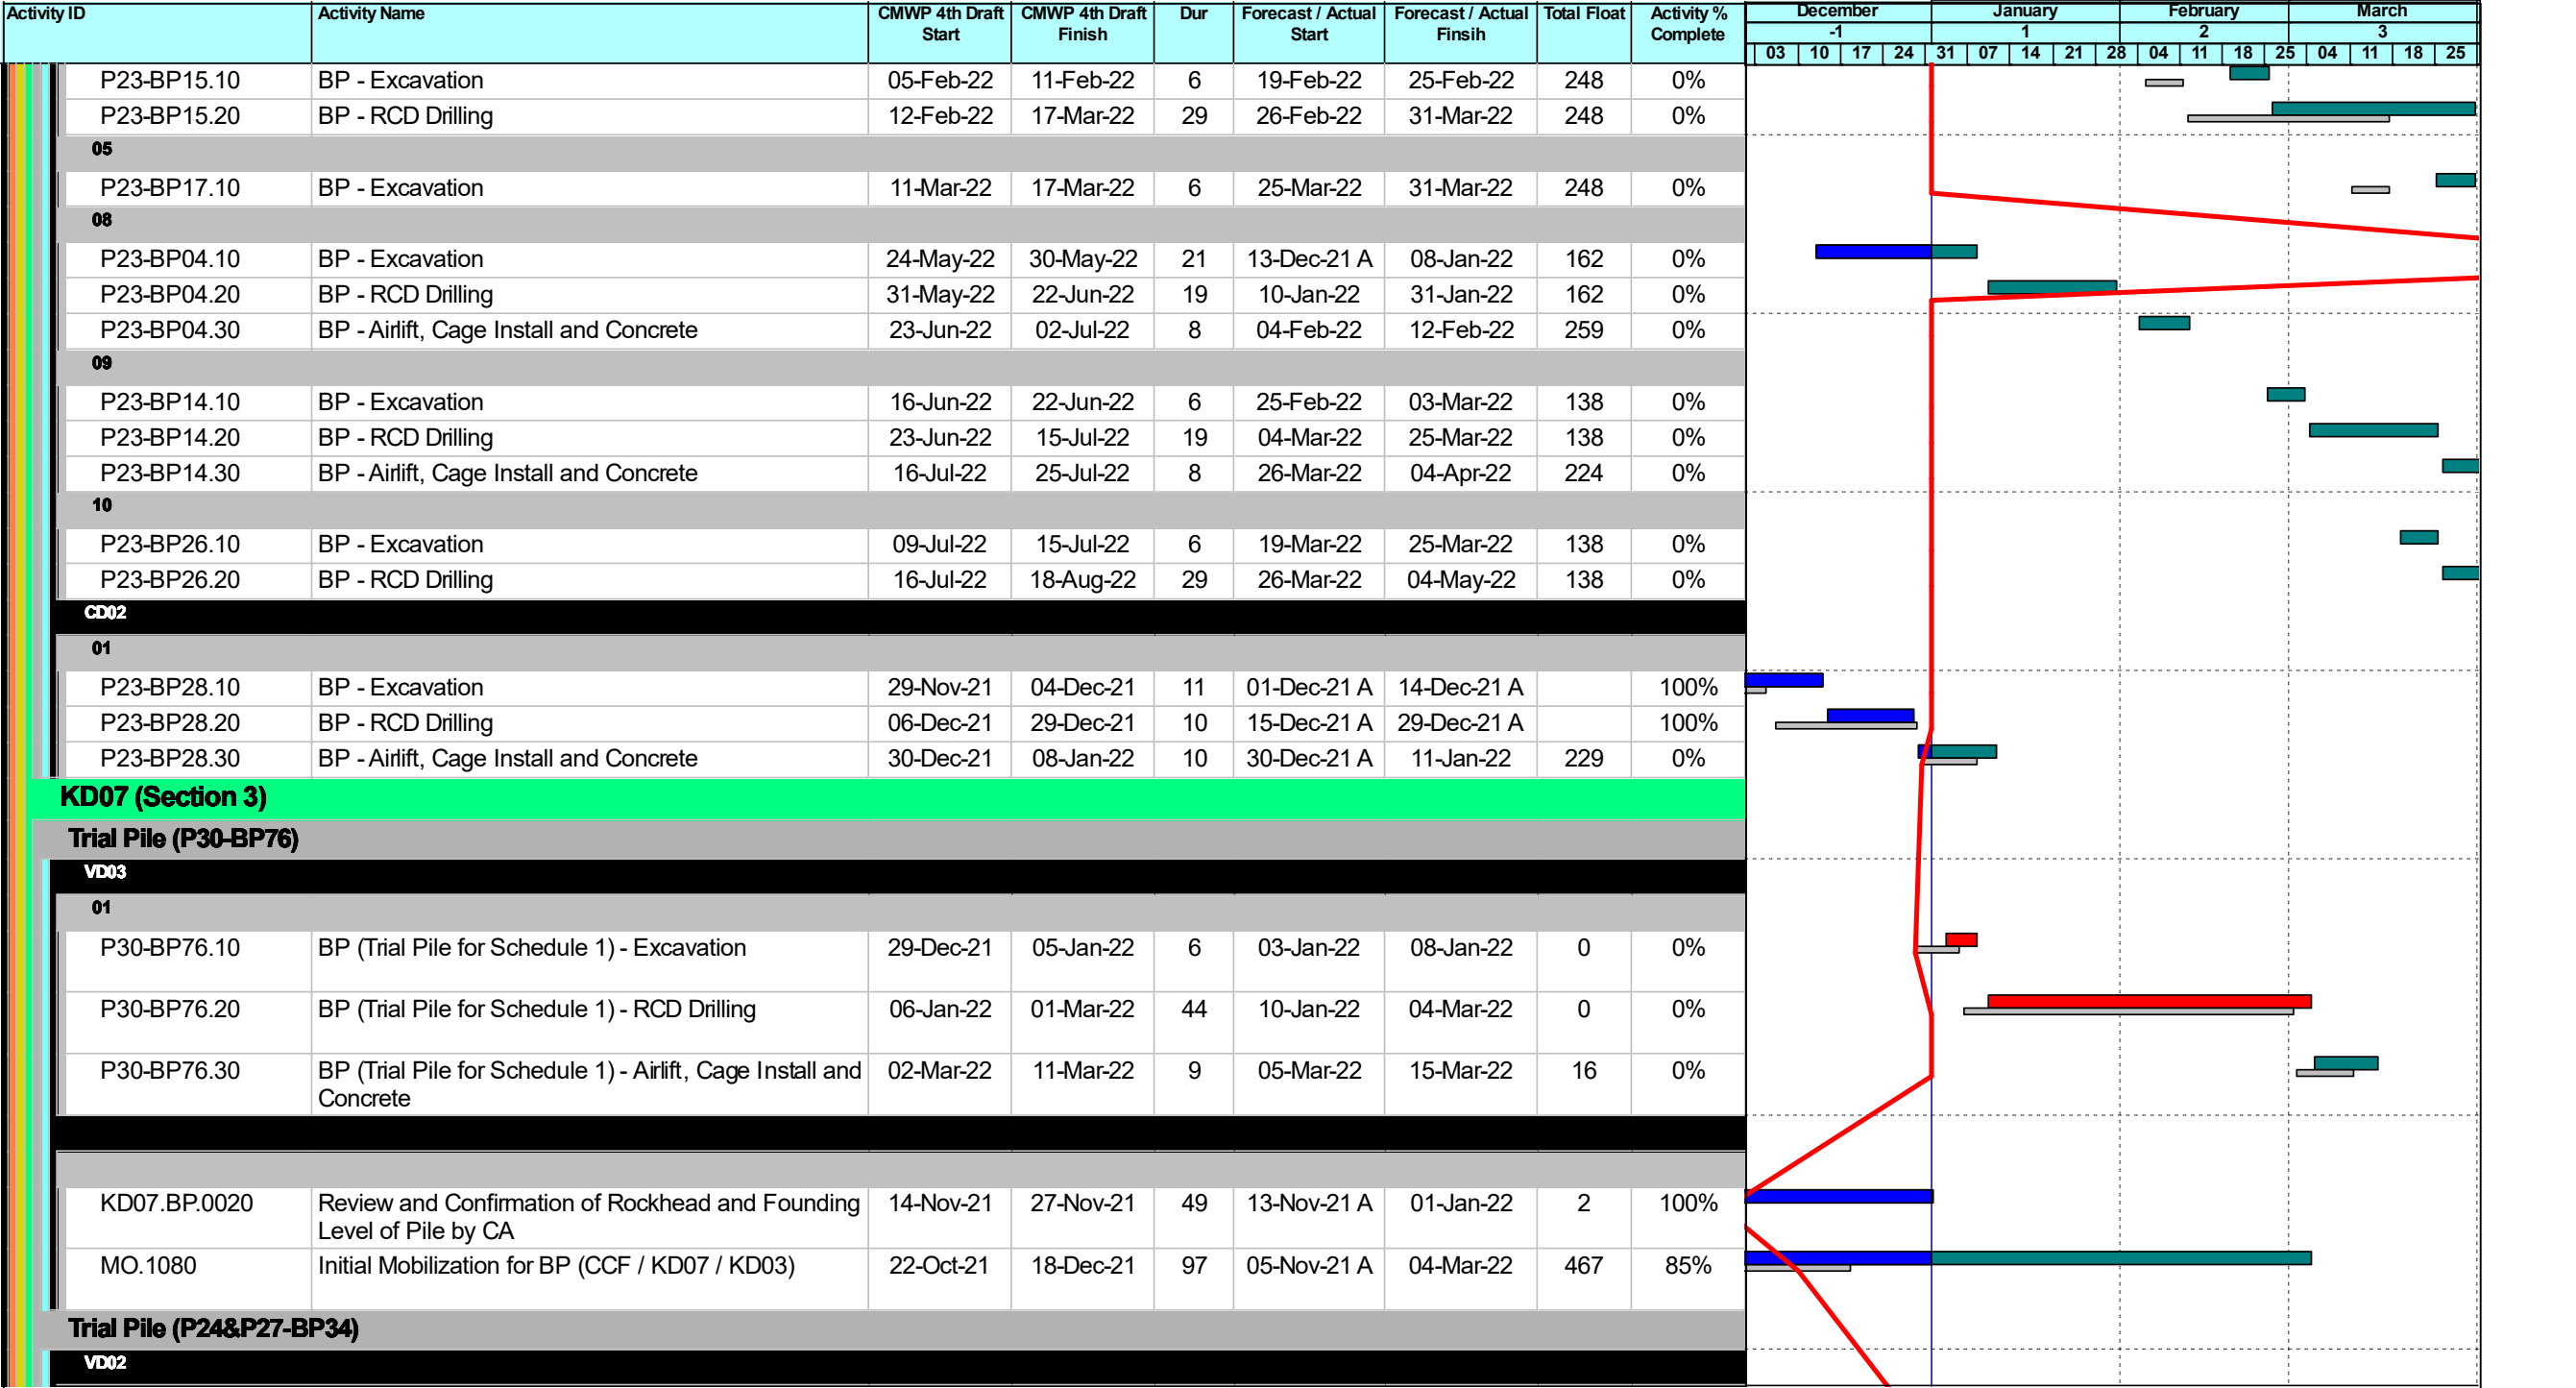 Activity ID Activity Name CMWP 4th Draft Start CMWP 4th Draft Finish Dur Forecast / Actual Start Forecast / Actual Finsih Total Float Activity % Complete
December January February March
-1 1 2 3
03 10 17 24 31 07 14 21 28 04 11 18 25 04 11 18 25
P23-BP15.10 BP - Excavation 05-Feb-22 11-Feb-22 6 19-Feb-22 25-Feb-22 248 0%
P23-BP15.20 BP - RCD Drilling 12-Feb-22 17-Mar-22 29 26-Feb-22 31-Mar-22 248 0%
05
P23-BP17.10 BP - Excavation 11-Mar-22 17-Mar-22 6 25-Mar-22 31-Mar-22 248 0%
08
P23-BP04.10 BP - Excavation 24-May-22 30-May-22 21 13-Dec-21 A 08-Jan-22 162 0%
P23-BP04.20 BP - RCD Drilling 31-May-22 22-Jun-22 19 10-Jan-22 31-Jan-22 162 0%
P23-BP04.30 BP - Airlift, Cage Install and Concrete 23-Jun-22 02-Jul-22 8 04-Feb-22 12-Feb-22 259 0%
09
P23-BP14.10 BP - Excavation 16-Jun-22 22-Jun-22 6 25-Feb-22 03-Mar-22 138 0%
P23-BP14.20 BP - RCD Drilling 23-Jun-22 15-Jul-22 19 04-Mar-22 25-Mar-22 138 0%
P23-BP14.30 BP - Airlift, Cage Install and Concrete 16-Jul-22 25-Jul-22 8 26-Mar-22 04-Apr-22 224 0%
10
P23-BP26.10 BP - Excavation 09-Jul-22 15-Jul-22 6 19-Mar-22 25-Mar-22 138 0%
P23-BP26.20 BP - RCD Drilling 16-Jul-22 18-Aug-22 29 26-Mar-22 04-May-22 138 0%
CD02
01
P23-BP28.10 BP - Excavation 29-Nov-21 04-Dec-21 11 01-Dec-21 A 14-Dec-21 A 100%
P23-BP28.20 BP - RCD Drilling 06-Dec-21 29-Dec-21 10 15-Dec-21 A 29-Dec-21 A 100%
P23-BP28.30 BP - Airlift, Cage Install and Concrete 30-Dec-21 08-Jan-22 10 30-Dec-21 A 11-Jan-22 229 0%
KD07 (Section 3)
Trial Pile (P30-BP76)
VD03
01
P30-BP76.10 BP (Trial Pile for Schedule 1) - Excavation 29-Dec-21 05-Jan-22 6 03-Jan-22 08-Jan-22 0 0%
P30-BP76.20 BP (Trial Pile for Schedule 1) - RCD Drilling 06-Jan-22 01-Mar-22 44 10-Jan-22 04-Mar-22 0 0%
P30-BP76.30 BP (Trial Pile for Schedule 1) - Airlift, Cage Install and Concrete 02-Mar-22 11-Mar-22 9 05-Mar-22 15-Mar-22 16 0%
KD07.BP.0020 Review and Confirmation of Rockhead and Founding Level of Pile by CA 14-Nov-21 27-Nov-21 49 13-Nov-21 A 01-Jan-22 2 100%
MO.1080 Initial Mobilization for BP (CCF / KD07 / KD03) 22-Oct-21 18-Dec-21 97 05-Nov-21 A 04-Mar-22 467 85%
Trial Pile (P24&P27-BP34)
VD02